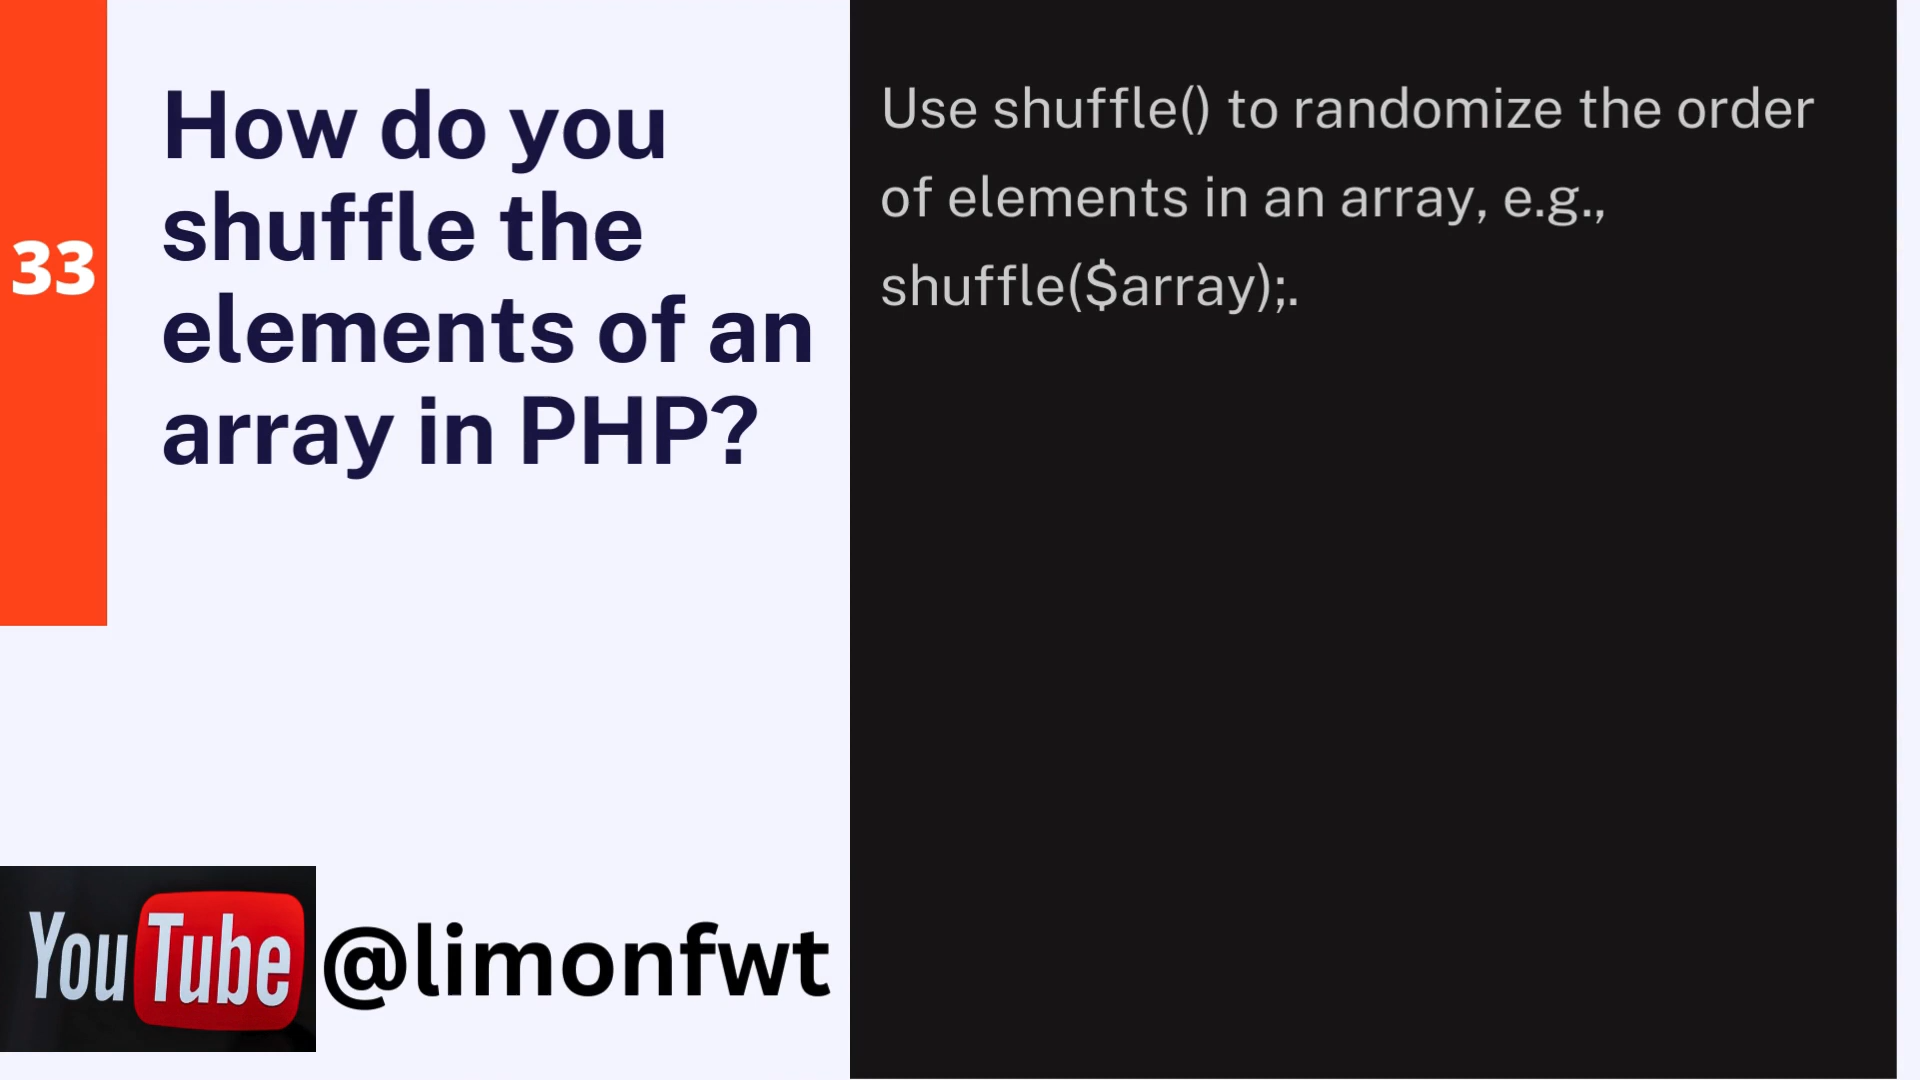 33
How do you
shuffle the
elements of an
array in PHP?
Use shuffle() to randomize the order
of elements in an array, e.g.,
shuffle($array);.
YouTube
@limonfwt